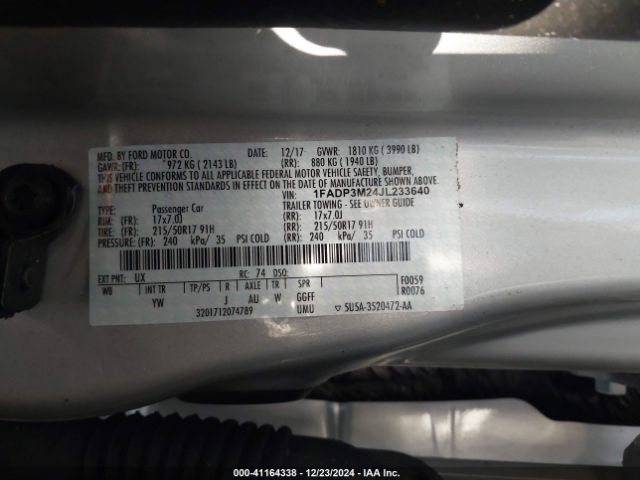 MFG. BY FORD MOTOR CO. DATE: 12/17 GVWR: 1810 KG ( 3990 LB)
GAWR: (FR): 972 KG ( 2143 LB) (RR): 880 KG ( 1940 LB)
THIS VEHICLE CONFORMS TO ALL APPLICABLE FEDERAL MOTOR VEHICLE SAFETY, BUMPER,
AND THEFT PREVENTION STANDARDS IN EFFECT ON THE DATE OF MANUFACTURE SHOWN ABOVE.
VIN: 1FADP3M24JL233640
TYPE: Passenger Car TRAILER TOWING - SEE OWNER GUIDE
RIM: (FR): 17x7.0J (RR): 17x7.0J
TIRE: (FR): 215/50R17 91H (RR): 215/50R17 91H
PRESSURE: (FR): 240 kPa/ 35 PSI COLD (RR): 240 kPa/ 35 PSI COLD
EXT PNT: UX RC: 74 DSO: F0059
WB INT TR TP/PS R AXLE TR SPR R0076
YW J AU W GGFF
3201712074789 UMU ▽ 5U5A-3520472-AA
000-41164338 - 12/23/2024 - IAA Inc.